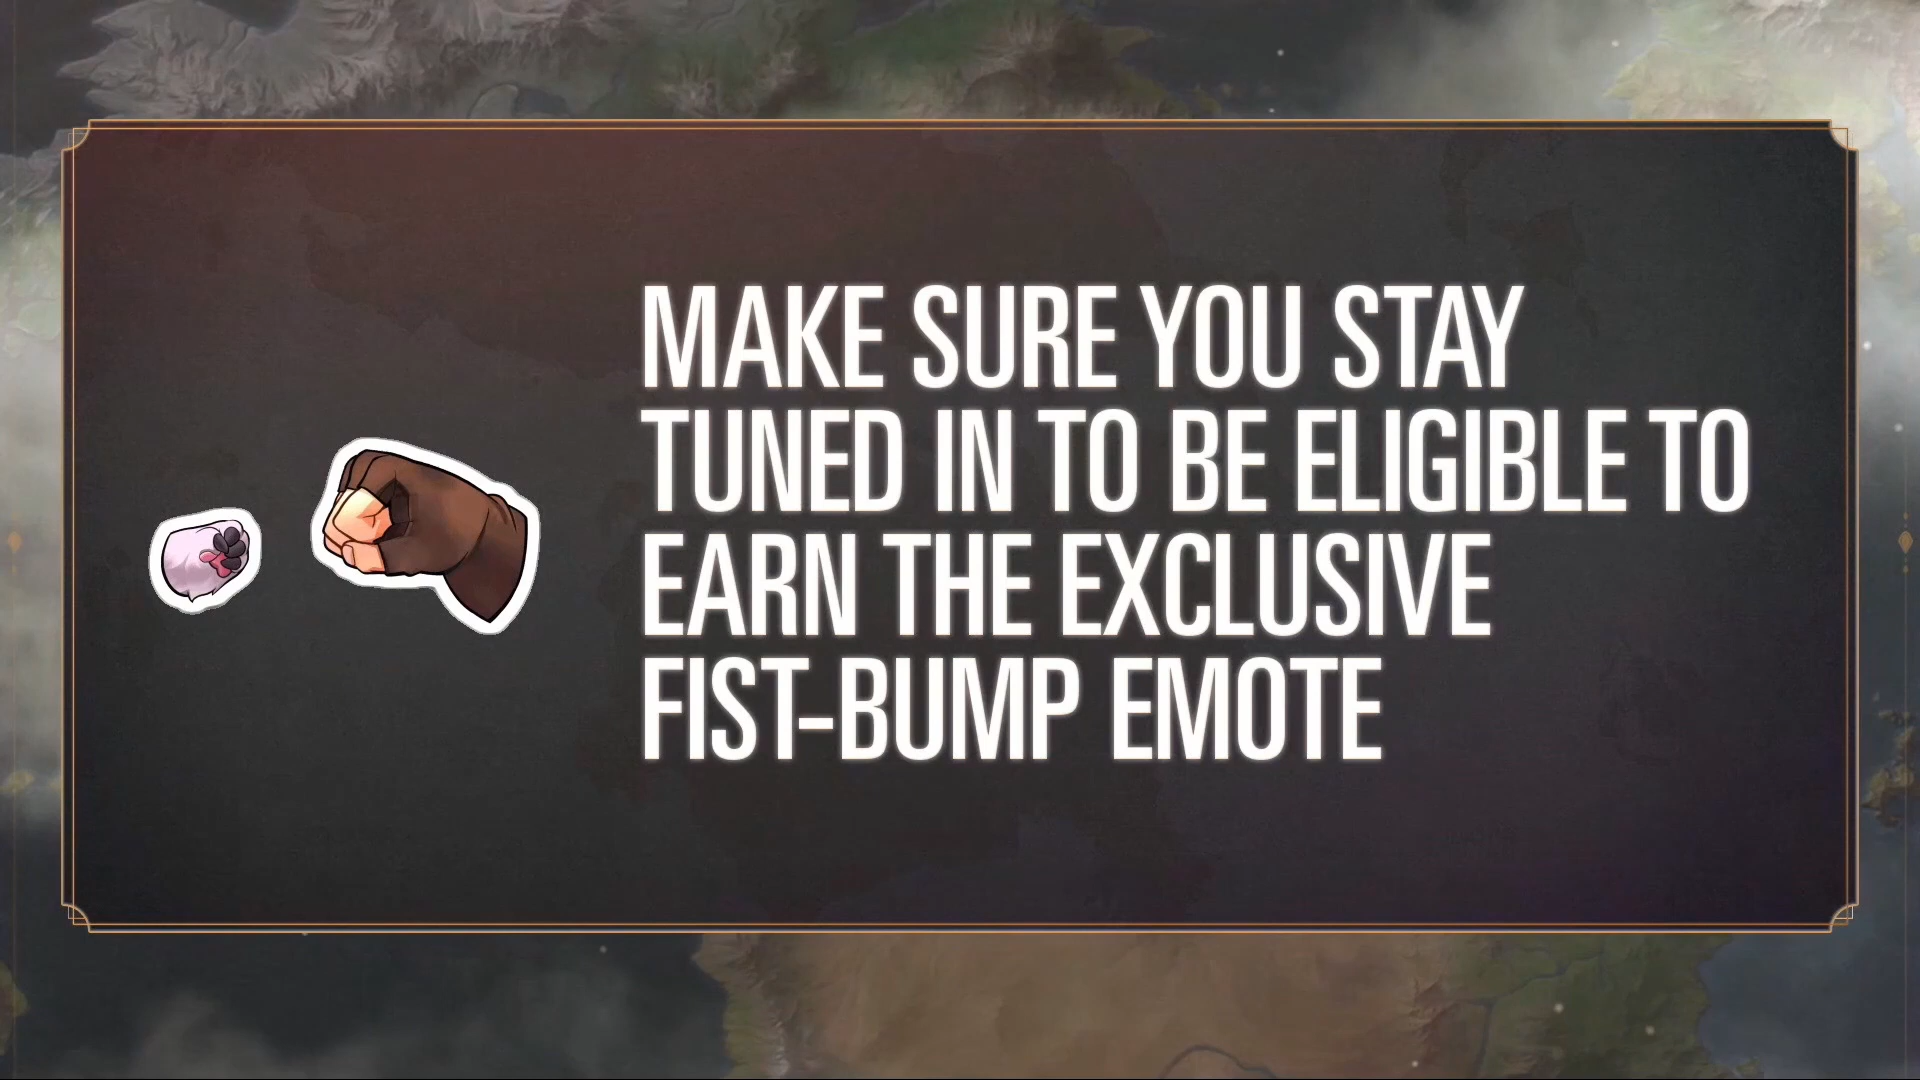 MAKE SURE YOU STAY
TUNED IN TO BE ELIGIBLE TO
EARN THE EXCLUSIVE
FIST-BUMP EMOTE